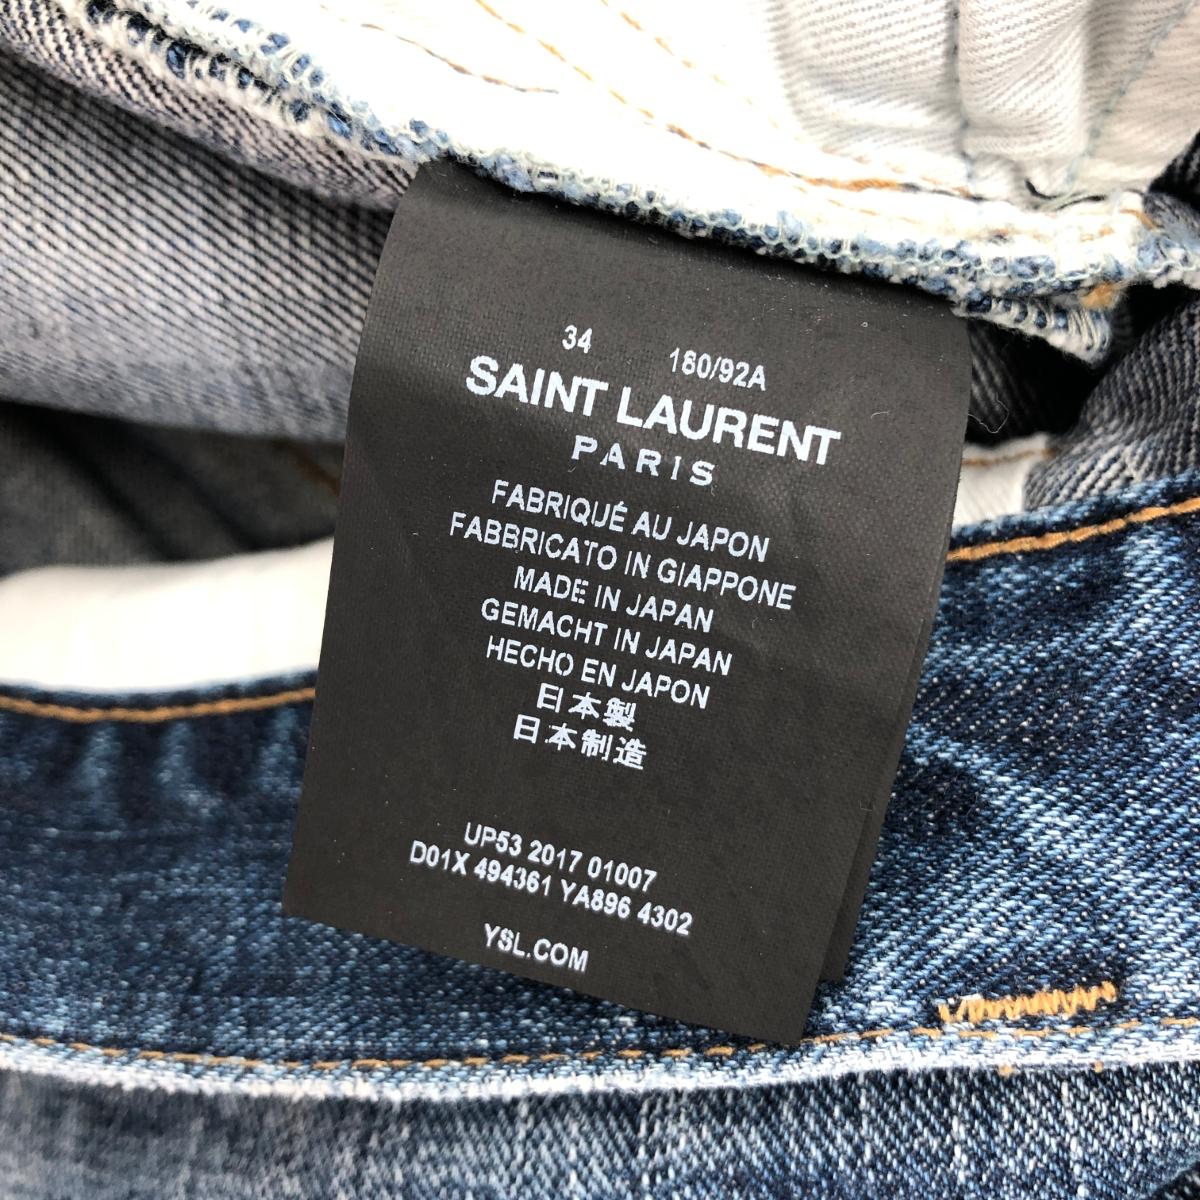 34 180/92A
SAINT LAURENT
PARIS
FABRIQUÉ AU JAPON
FABBRICATO IN GIAPPONE
MADE IN JAPAN
GEMACHT IN JAPAN
HECHO EN JAPON
日本製
日本制造
UP53 2017 01007
D01X 494361 YA896 4302
YSL.COM